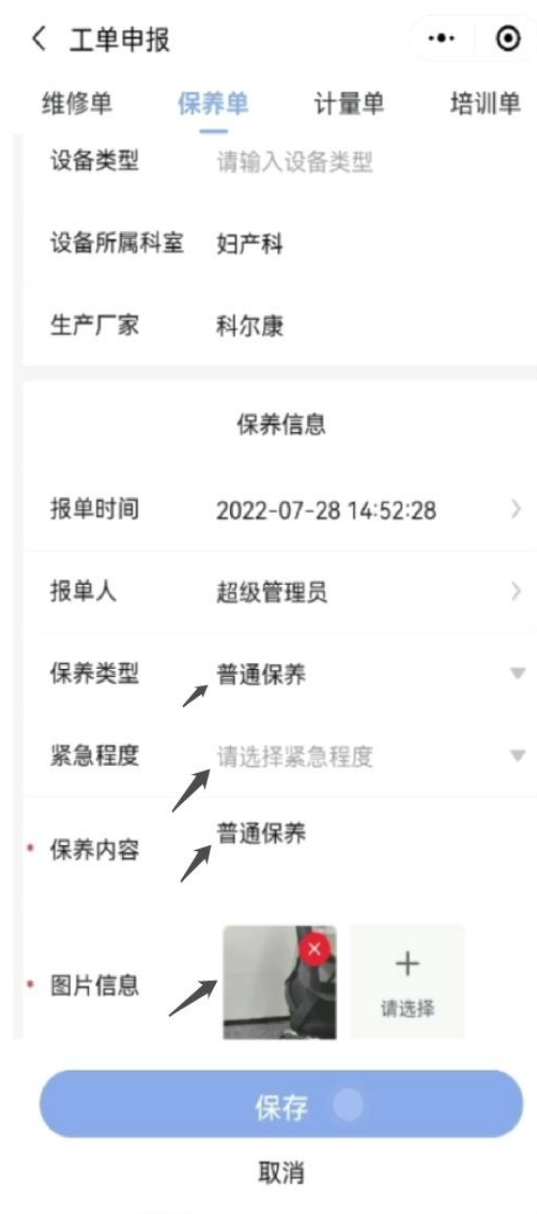 工单申报
维修单 保养单 计量单 培训单
设备类型 请输入设备类型
设备所属科室 妇产科
生产厂家 科尔康
保养信息
报单时间 2022-07-28 14:52:28
报单人 超级管理员
保养类型 普通保养
紧急程度 请选择紧急程度
* 保养内容 普通保养
* 图片信息 请选择
保存
取消